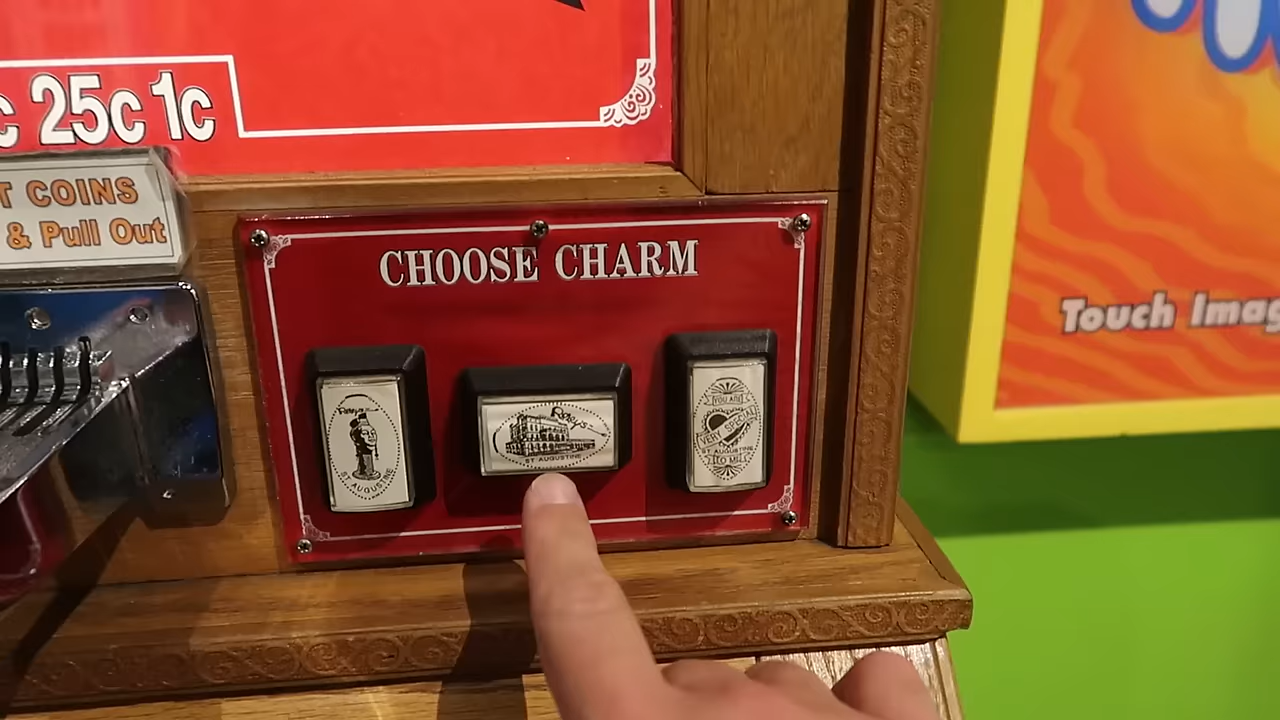 25c 1c
T COINS
& Pull Out
CHOOSE CHARM
Touch Imag
Ripley's
ST AUGUSTINE
Ripley's
ST AUGUSTINE
YOU ARE
VERY SPECIAL
ST AUGUSTINE
TO ME